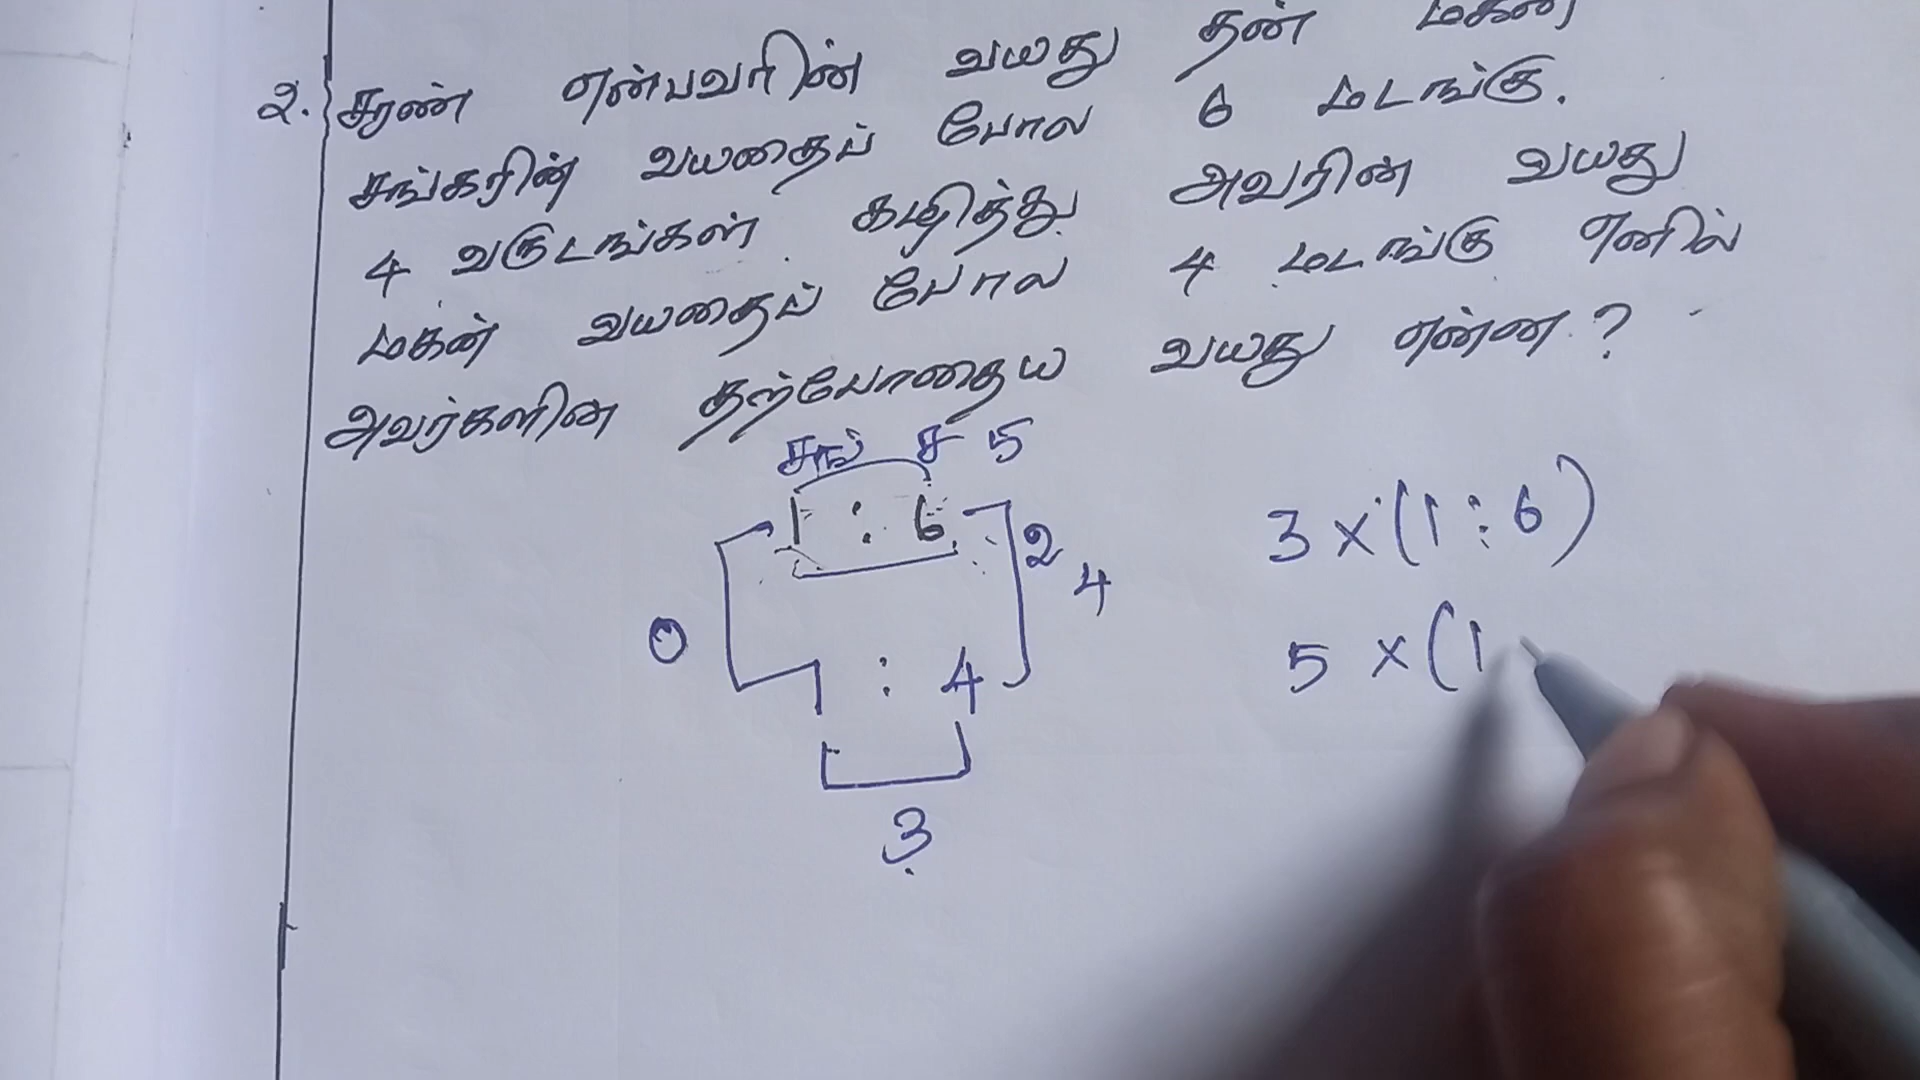 2. சரண் என்பவரின் வயது தன் மகன்
சங்கரின் வயதைப் போல 6 மடங்கு.
4 வருடங்கள் கழித்து அவரின் வயது
மகன் வயதைப் போல 4 மடங்கு எனில்
அவர்களின் தற்போதைய வயது என்ன?
சங் ச 5
1 : 6
2
4
0
: 4
3
3 × (1 : 6)
5 × (1